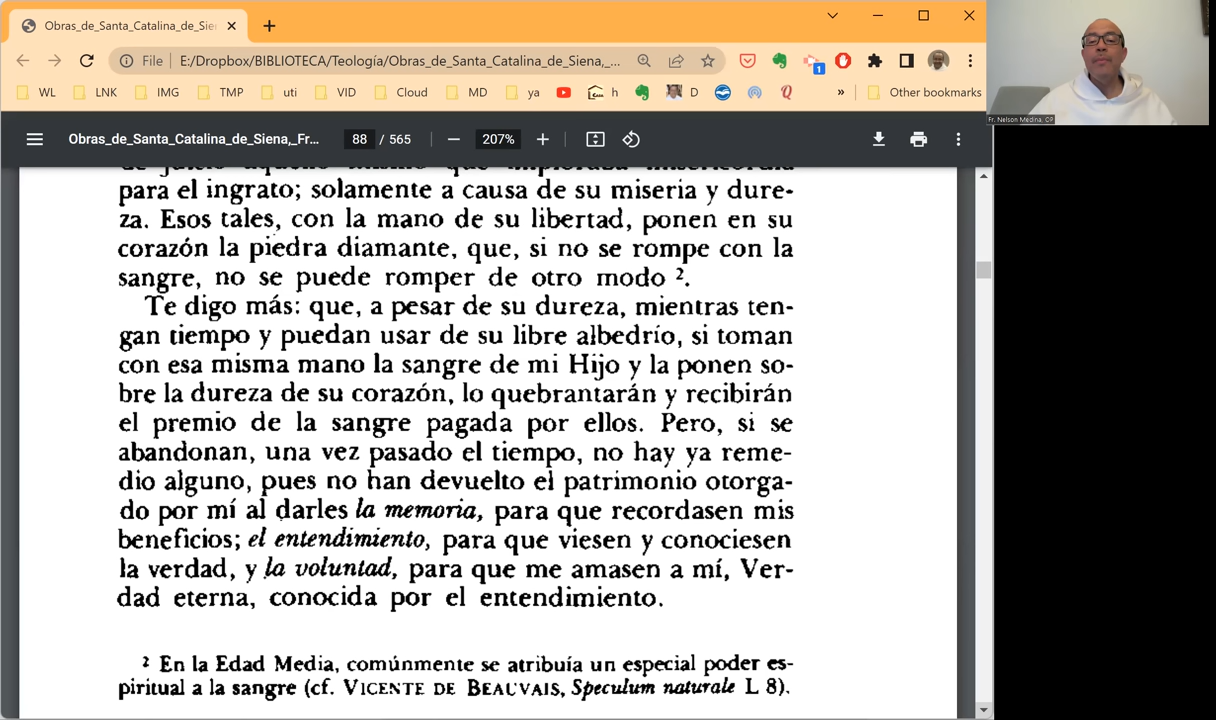 Obras_de_Santa_Catalina_de_Sie
File E:/Dropbox/BIBLIOTECA/Teología/Obras_de_Santa_Catalina_de_Siena,_...
1
WL LNK IMG TMP uti VID Cloud MD ya h D » Other bookmarks
Obras_de_Santa_Catalina_de_Siena,_Fr... 88 / 565 207%
Fr. Nelson Medina, OP
para el ingrato; solamente a causa de su miseria y dure-
za. Esos tales, con la mano de su libertad, ponen en su
corazón la piedra diamante, que, si no se rompe con la
sangre, no se puede romper de otro modo ².
Te digo más: que, a pesar de su dureza, mientras ten-
gan tiempo y puedan usar de su libre albedrío, si toman
con esa misma mano la sangre de mi Hijo y la ponen so-
bre la dureza de su corazón, lo quebrantarán y recibirán
el premio de la sangre pagada por ellos. Pero, si se
abandonan, una vez pasado el tiempo, no hay ya reme-
dio alguno, pues no han devuelto el patrimonio otorga-
do por mí al darles la memoria, para que recordasen mis
beneficios; el entendimiento, para que viesen y conociesen
la verdad, y la voluntad, para que me amasen a mí, Ver-
dad eterna, conocida por el entendimiento.
² En la Edad Media, comúnmente se atribuía un especial poder es-
piritual a la sangre (cf. VICENTE DE BEAUVAIS, Speculum naturale L 8).